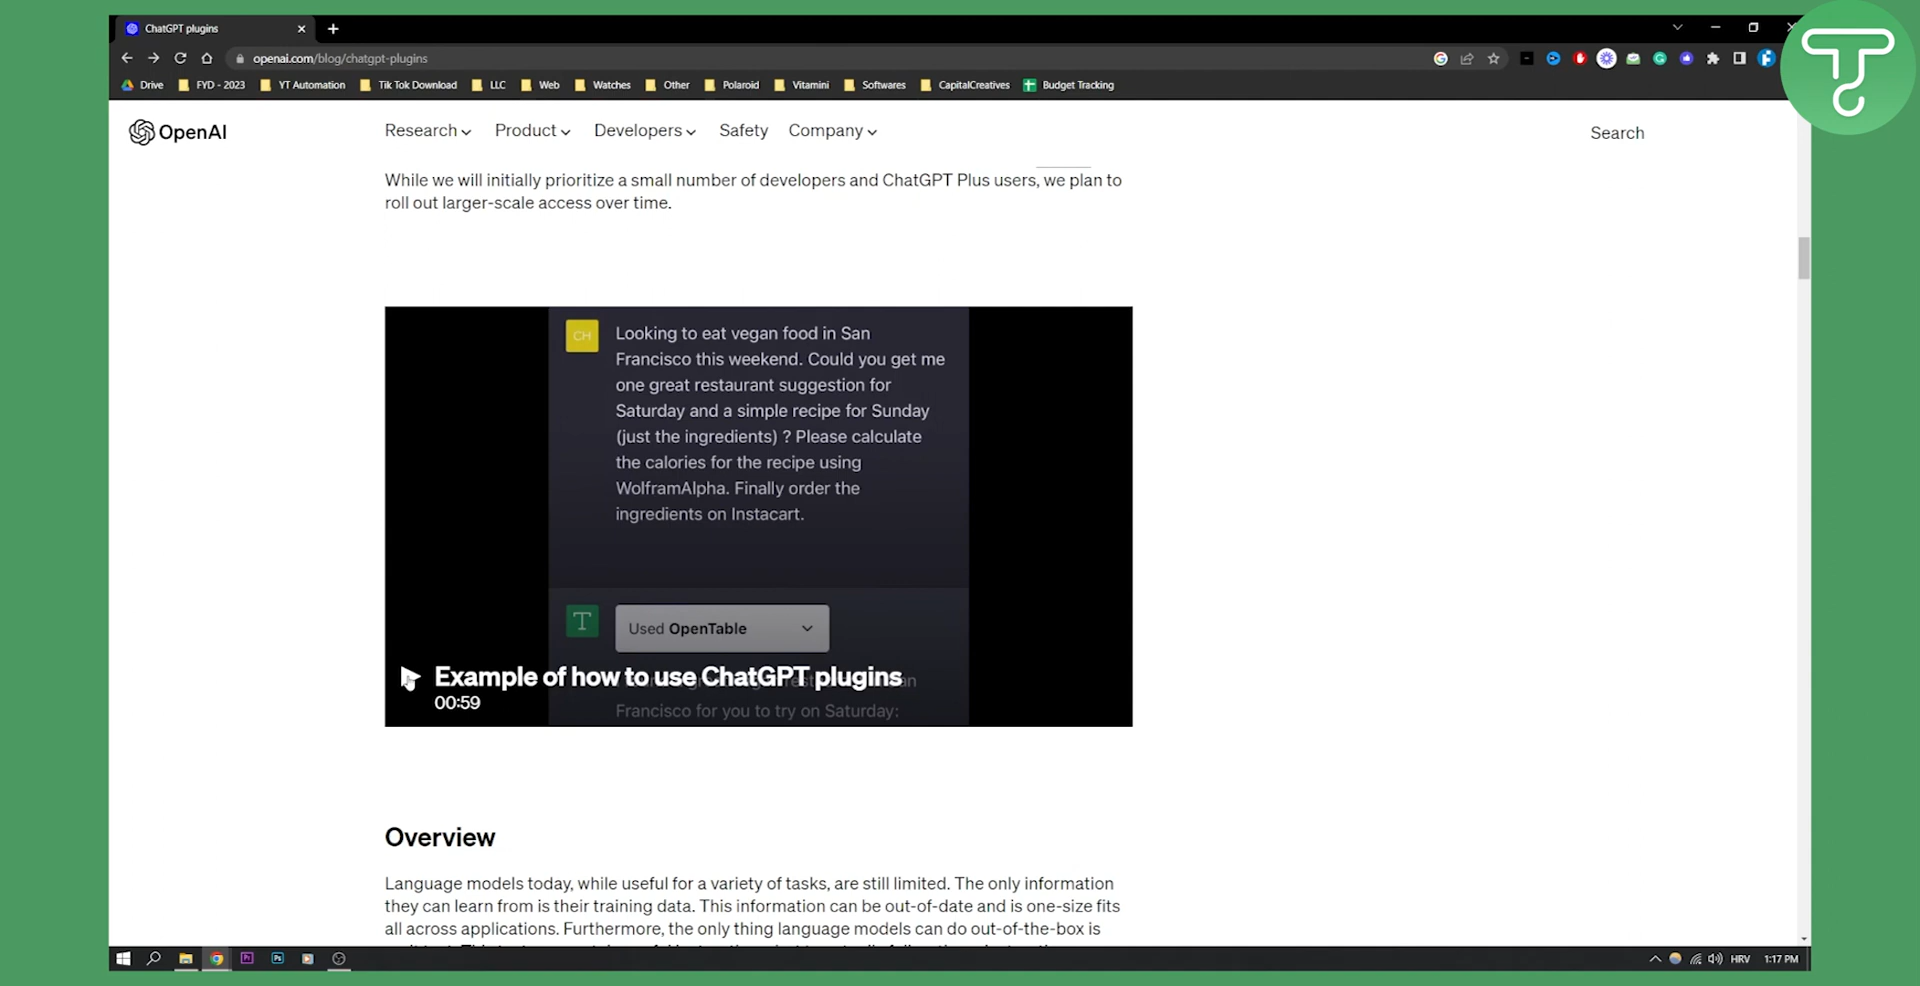 ChatGPT plugins
openai.com/blog/chatgpt-plugins
Drive FYD - 2023 YT Automation Tik Tok Download LLC Web Watches Other Polaroid Vitamini Softwares CapitalCreatives Budget Tracking
OpenAI Research Product Developers Safety Company Search
While we will initially prioritize a small number of developers and ChatGPT Plus users, we plan to
roll out larger-scale access over time.
CH
Looking to eat vegan food in San
Francisco this weekend. Could you get me
one great restaurant suggestion for
Saturday and a simple recipe for Sunday
(just the ingredients) ? Please calculate
the calories for the recipe using
WolframAlpha. Finally order the
ingredients on Instacart.
T
Used OpenTable
Example of how to use ChatGPT plugins
00:59
Francisco for you to try on Saturday:
Overview
Language models today, while useful for a variety of tasks, are still limited. The only information
they can learn from is their training data. This information can be out-of-date and is one-size fits
all across applications. Furthermore, the only thing language models can do out-of-the-box is
Pr Ps HRV 1:17 PM